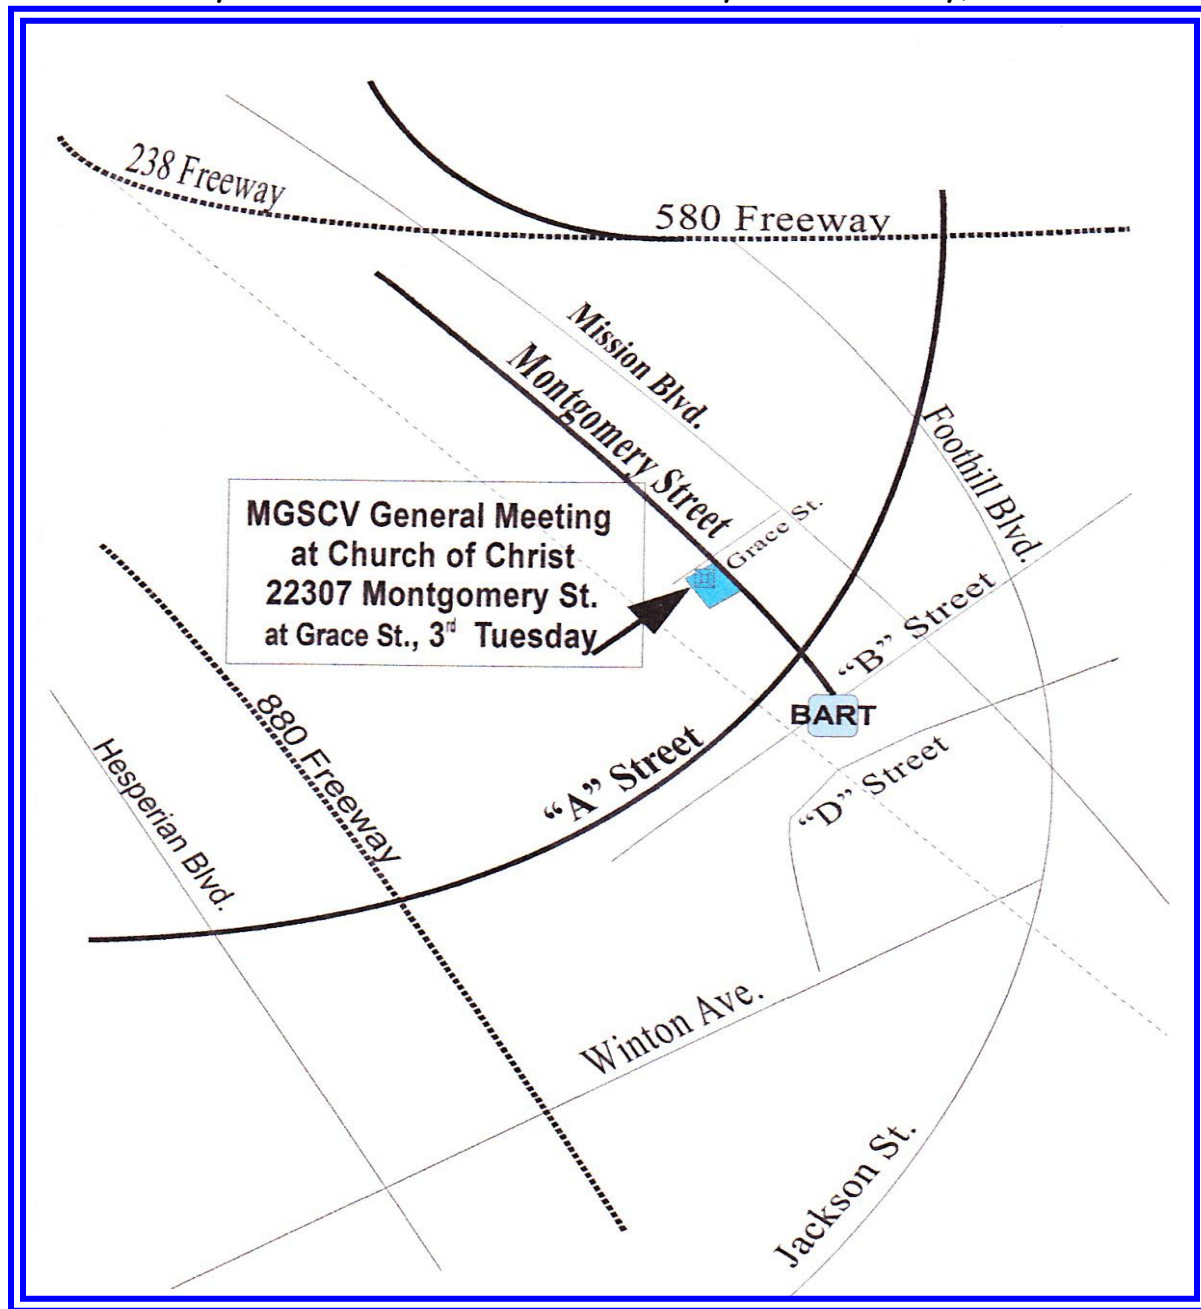 238 Freeway
580 Freeway
Mission Blvd.
Montgomery Street
Foothill Blvd.
Grace St.
MGSCV General Meeting
at Church of Christ
22307 Montgomery St.
at Grace St., 3rd Tuesday
“B” Street
BART
880 Freeway
“A” Street
“D” Street
Hesperian Blvd.
Winton Ave.
Jackson St.